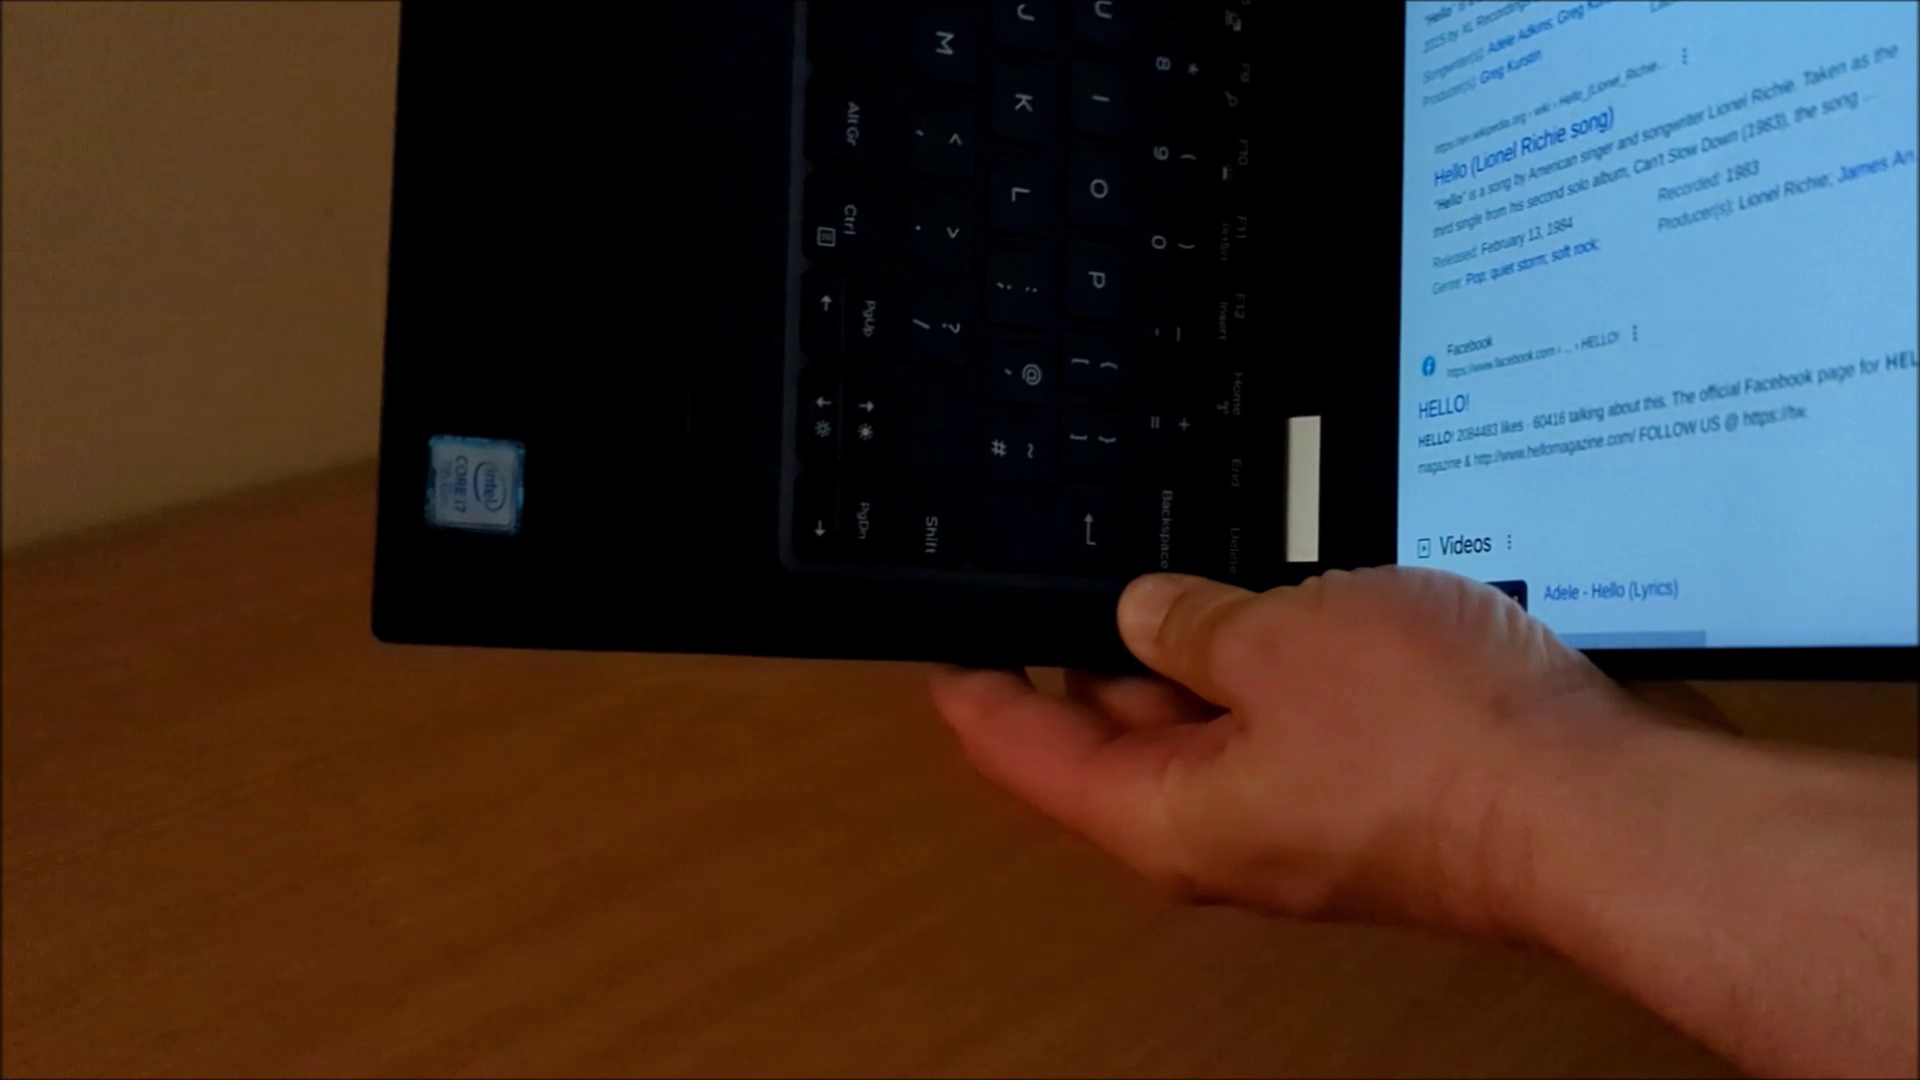 "Hello" is a
2015 by XL Recordings
Songwriter(s): Adele Adkins; Greg
Producer(s): Greg Kurstin
https://en.wikipedia.org › wiki › Hello_(Lionel_Richie...
Hello (Lionel Richie song)
"Hello" is a song by American singer and songwriter Lionel Richie. Taken as the
third single from his second solo album, Can't Slow Down (1983), the song ...
Released: February 13, 1984
Recorded: 1983
Genre: Pop; quiet storm; soft rock;
Producer(s): Lionel Richie; James An
Facebook
https://www.facebook.com › ... › HELLO!
HELLO!
HELLO! 2084483 likes · 60416 talking about this. The official Facebook page for HEL
magazine & http://www.hellomagazine.com/ FOLLOW US @ https://tw.
Videos
Adele - Hello (Lyrics)
F9 F10 F11 PrtScr F12 Insert Home End Delete
* 8 ( 9 ) 0 _ - + = Backspace
U I O P { [ } ]
J K L : ; @ ' ~ #
M < , > . ? / Shift
Alt Gr Ctrl PgUp PgDn
intel
CORE i7